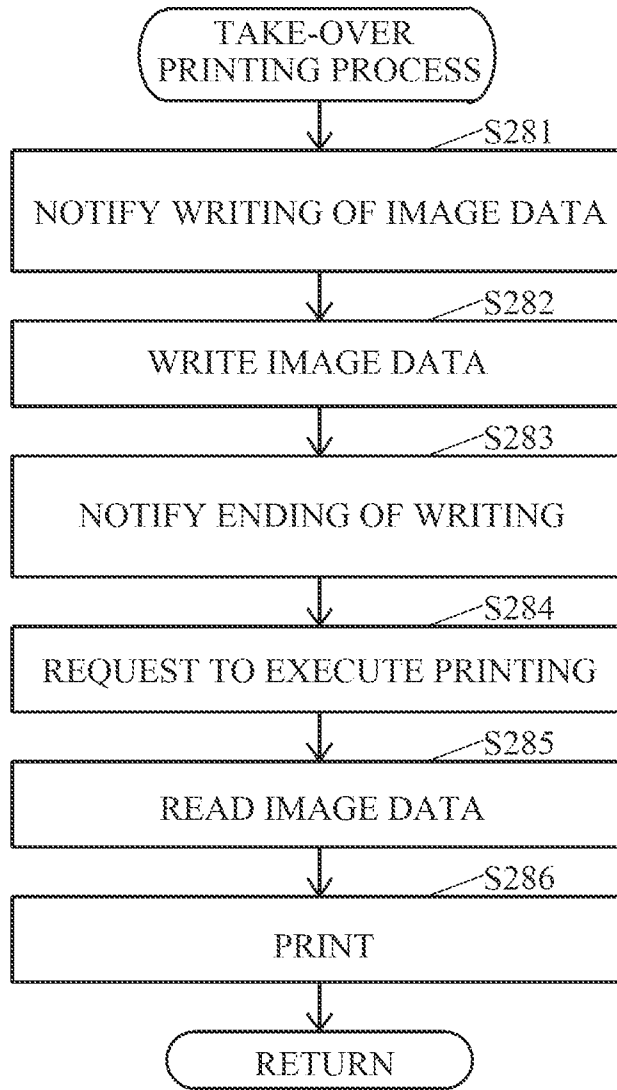 TAKE-OVER
PRINTING PROCESS
S281
NOTIFY WRITING OF IMAGE DATA
S282
WRITE IMAGE DATA
S283
NOTIFY ENDING OF WRITING
S284
REQUEST TO EXECUTE PRINTING
S285
READ IMAGE DATA
S286
PRINT
RETURN